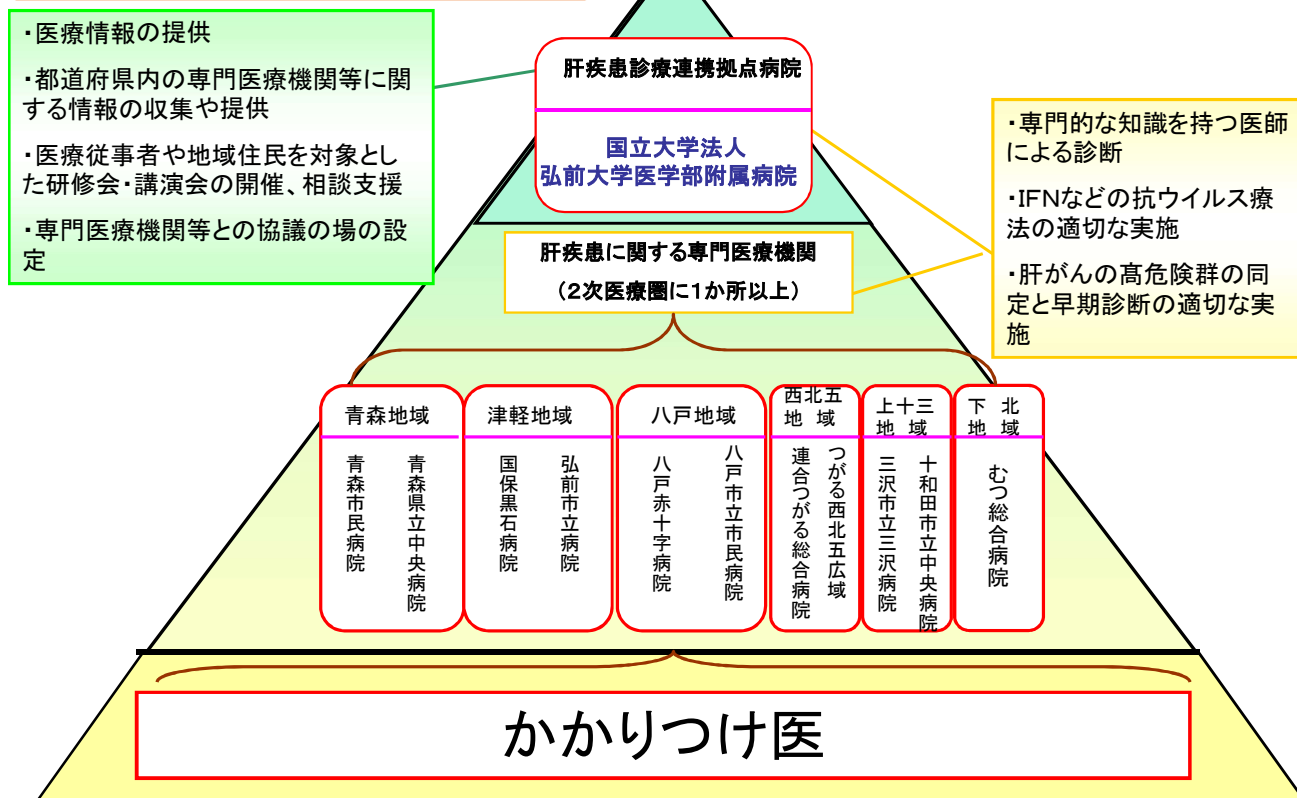 ・医療情報の提供
・都道府県内の専門医療機関等に関
する情報の収集や提供
・医療従事者や地域住民を対象とし
た研修会・講演会の開催、相談支援
・専門医療機関等との協議の場の設
定
肝疾患診療連携拠点病院
国立大学法人
弘前大学医学部附属病院
・専門的な知識を持つ医師
による診断
・IFNなどの抗ウイルス療
法の適切な実施
・肝がんの高危険群の同
定と早期診断の適切な実
施
肝疾患に関する専門医療機関
（２次医療圏に１か所以上）
青森地域
青森県立中央病院
青森市民病院
津軽地域
弘前市立病院
国保黒石病院
八戸地域
八戸市立市民病院
八戸赤十字病院
西北五
地 域
つがる西北五広域
連合つがる総合病院
上十三
地 域
十和田市立中央病院
三沢市立三沢病院
下 北
地 域
むつ総合病院
かかりつけ医